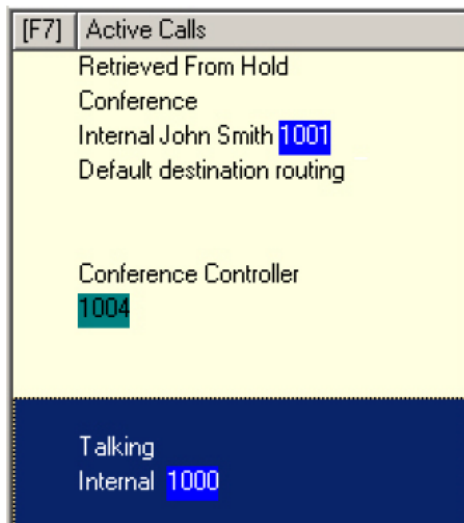 [F7] Active Calls
Retrieved From Hold
Conference
Internal John Smith 1001
Default destination routing
Conference Controller
1004
Talking
Internal 1000